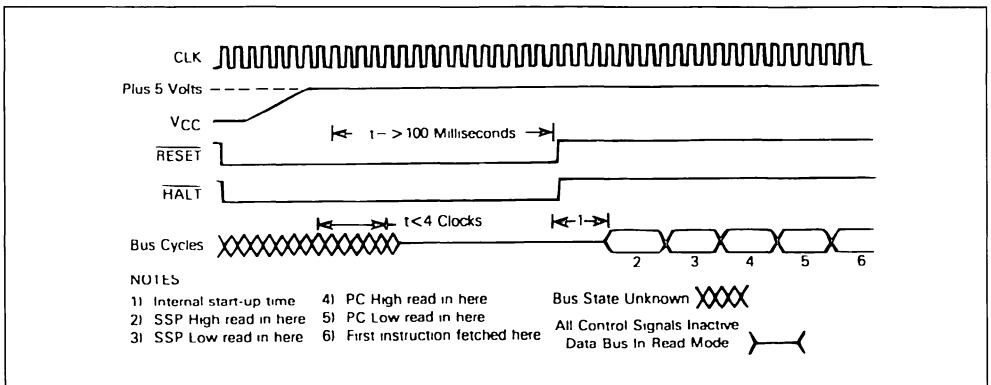 CLK
Plus 5 Volts
VCC
t - >100 Milliseconds
RESET
HALT
t<4 Clocks
1
Bus Cycles
2 3 4 5 6
NOTES
1) Internal start-up time
2) SSP High read in here
3) SSP Low read in here
4) PC High read in here
5) PC Low read in here
6) First instruction fetched here
Bus State Unknown
All Control Signals Inactive
Data Bus In Read Mode